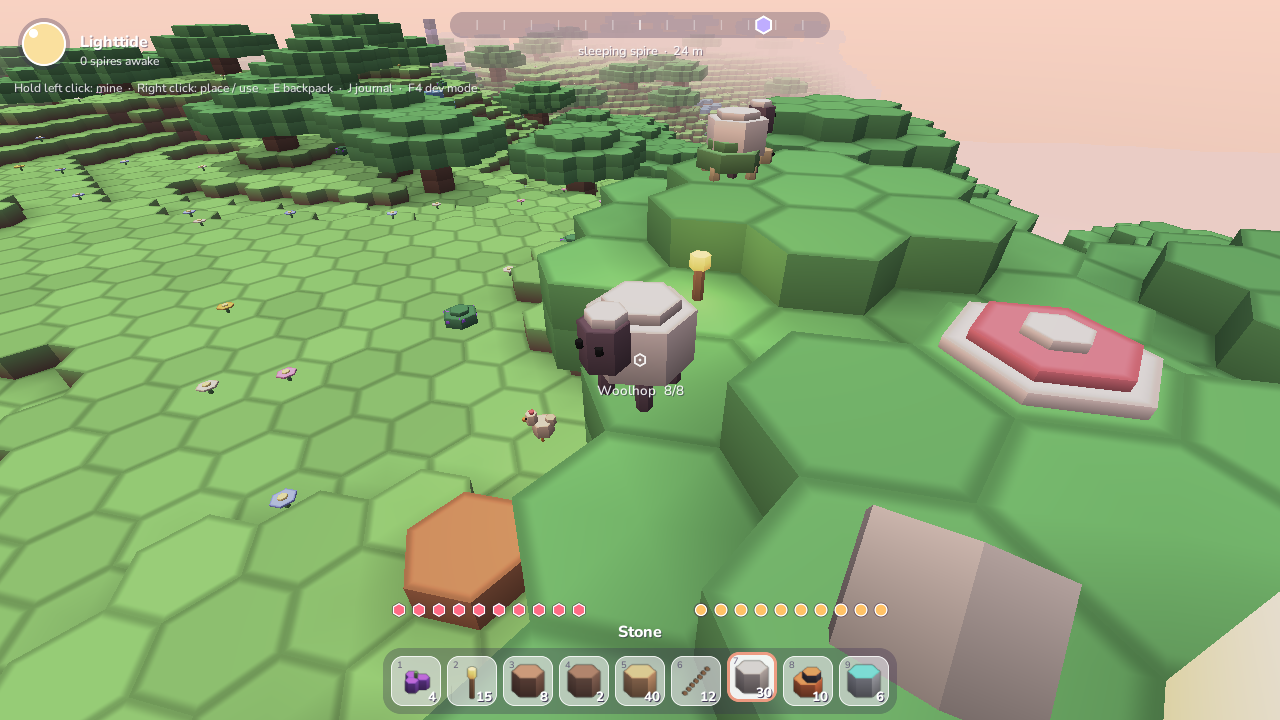 Lighttide
0 spires awake
sleeping spire · 24 m
Hold left click: mine · Right click: place / use · E backpack · J journal · F4 dev mode
Woolhop 8/8
Stone
1 2 3 4 5 6 7 8 9
4 15 8 2 40 12 30 10 6